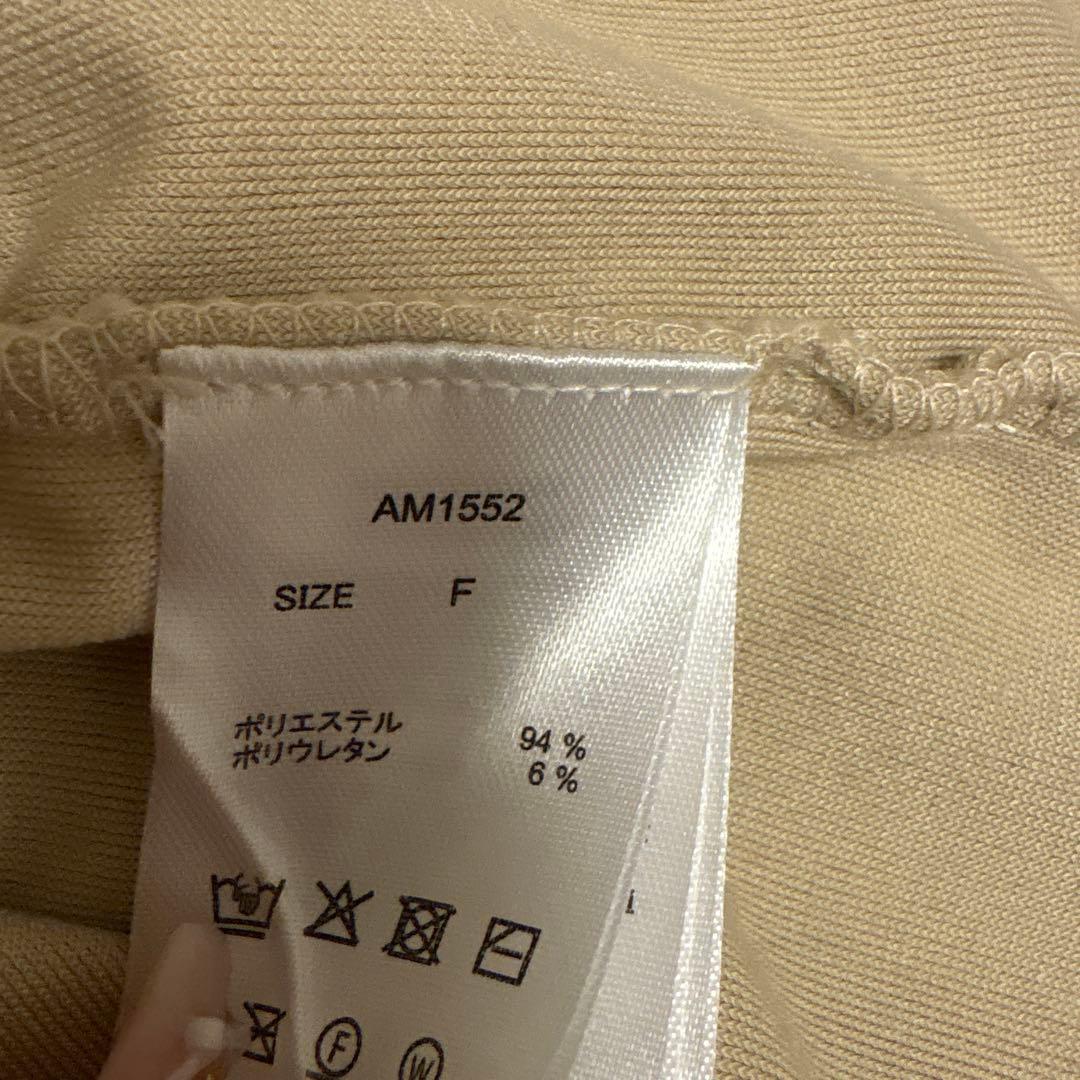 AM1552
SIZE F
ポリエステル 94 %
ポリウレタン 6 %
F
W